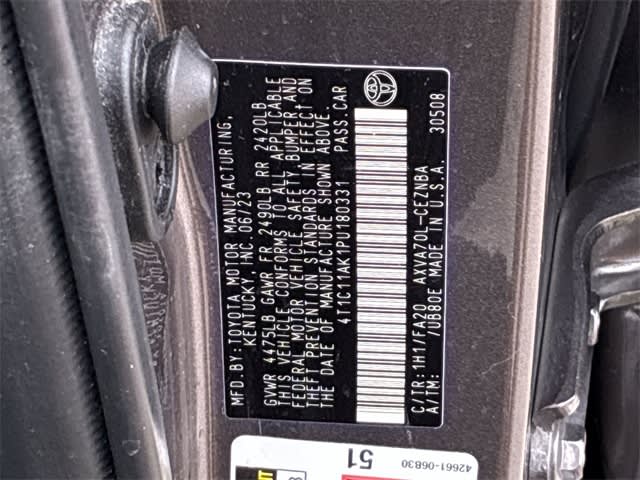 MFD. BY: TOYOTA MOTOR MANUFACTURING,
KENTUCKY, INC. 06/23
GVWR 4475LB GAWR FR 2490LB RR 2420LB
THIS VEHICLE CONFORMS TO ALL APPLICABLE
FEDERAL MOTOR VEHICLE SAFETY, BUMPER AND
THEFT PREVENTION STANDARDS IN EFFECT ON
THE DATE OF MANUFACTURE SHOWN ABOVE.
4T1C11AK1PU180331 PASS.CAR
C/TR:1H17/FA20 AXVA70L-CEZNBA
A/TM: /UB80E MADE IN U.S.A. 30508
42661-06B30
51